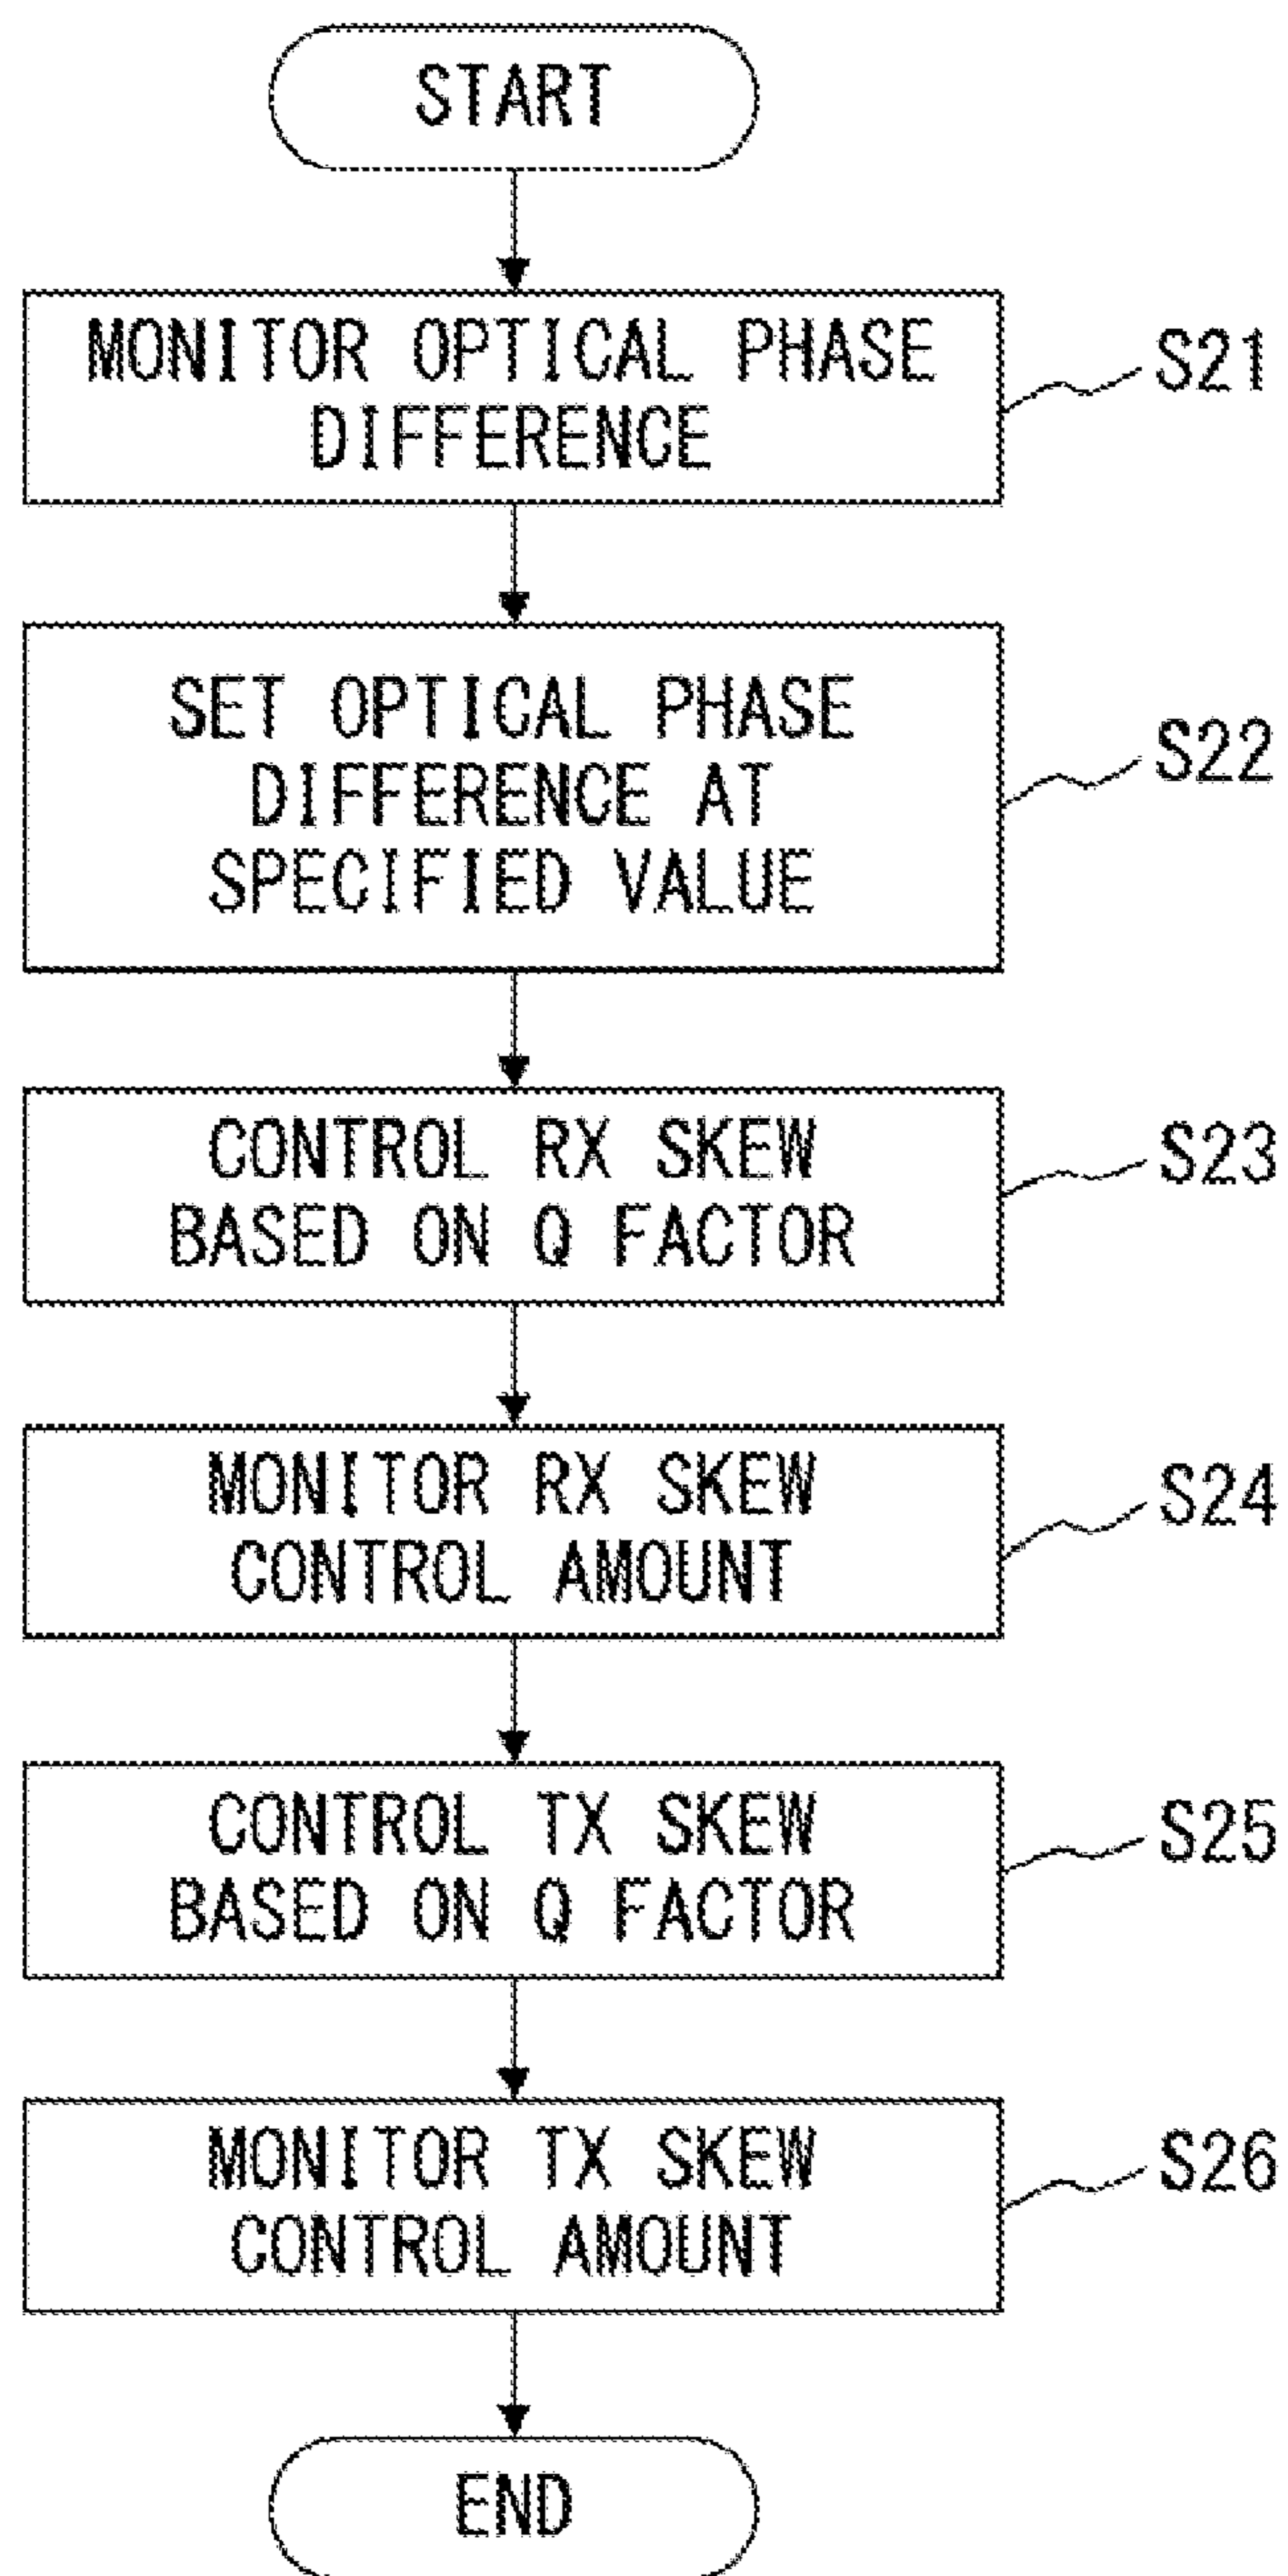 START
MONITOR OPTICAL PHASE
DIFFERENCE
S21
SET OPTICAL PHASE
DIFFERENCE AT
SPECIFIED VALUE
S22
CONTROL RX SKEW
BASED ON Q FACTOR
S23
MONITOR RX SKEW
CONTROL AMOUNT
S24
CONTROL TX SKEW
BASED ON Q FACTOR
S25
MONITOR TX SKEW
CONTROL AMOUNT
S26
END